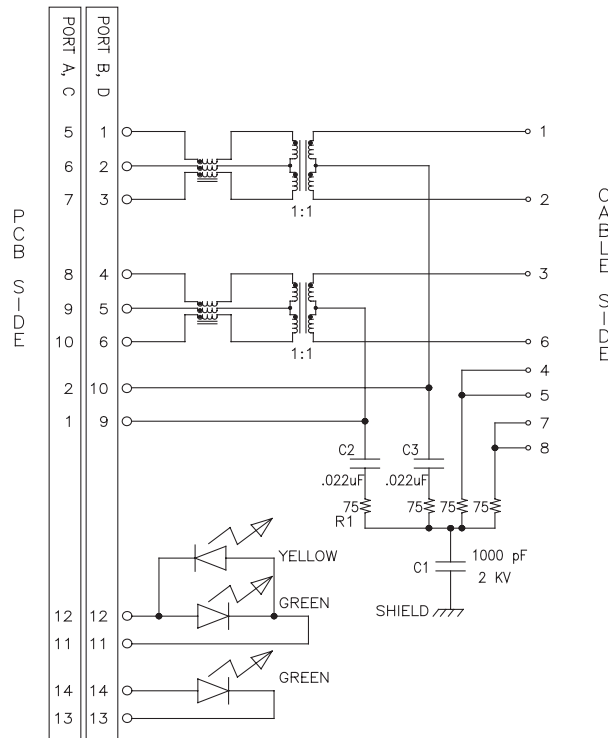 PORT A, C
PORT B, D
5 1 1
6 2
7 3 2
1:1
PCB SIDE
CABLE SIDE
8 4 3
9 5
10 6 6
1:1
4
2 10
5
1 9
7
8
C2 C3
.022uF .022uF
75 75 75 75
R1
1000 pF
C1
2 KV
YELLOW
GREEN
SHIELD
12 12
11 11
GREEN
14 14
13 13